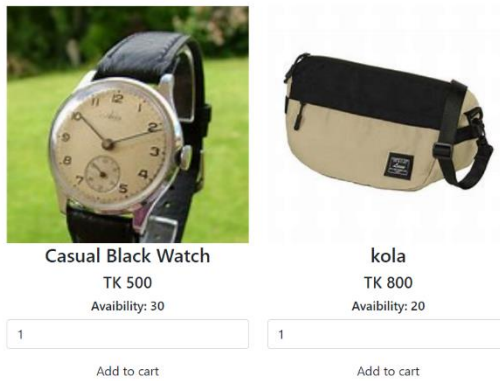 Casual Black Watch
TK 500
Avaibility: 30
1
Add to cart
kola
TK 800
Avaibility: 20
1
Add to cart